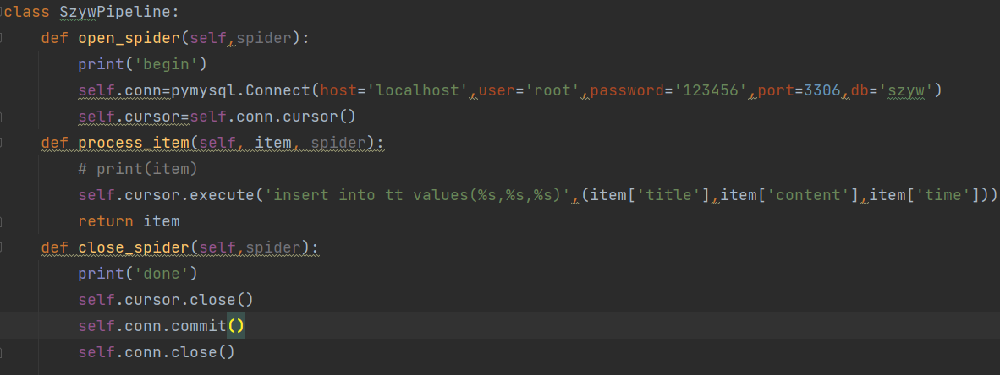 class SzywPipeline:
    def open_spider(self,spider):
        print('begin')
        self.conn=pymysql.Connect(host='localhost',user='root',password='123456',port=3306,db='szyw')
        self.cursor=self.conn.cursor()
    def process_item(self, item, spider):
        # print(item)
        self.cursor.execute('insert into tt values(%s,%s,%s)',(item['title'],item['content'],item['time']))
        return item
    def close_spider(self,spider):
        print('done')
        self.cursor.close()
        self.conn.commit()
        self.conn.close()